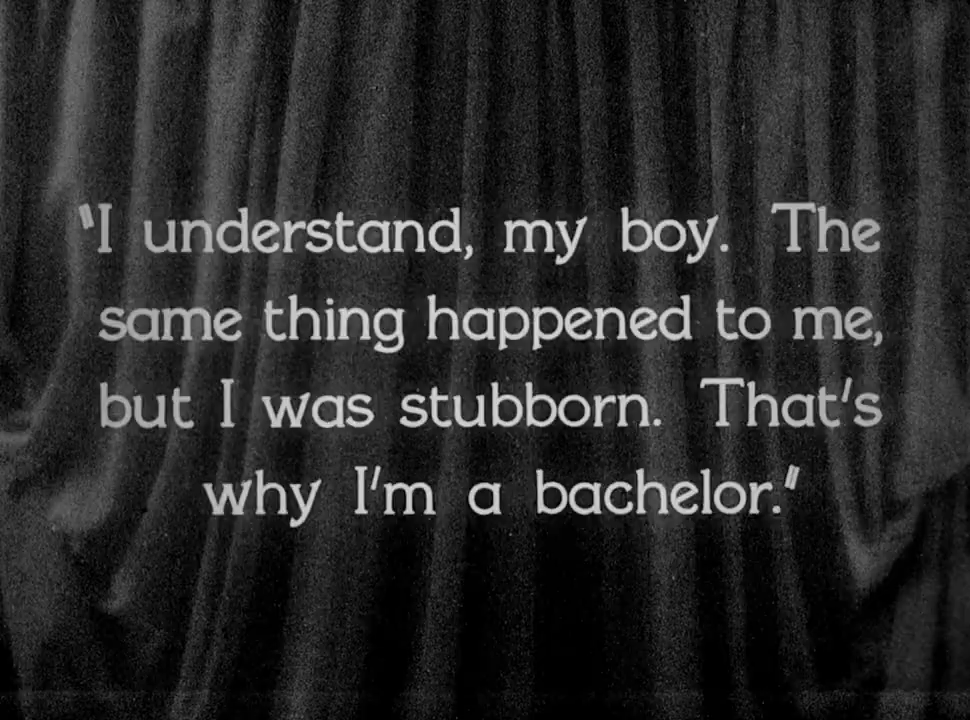 "I understand, my boy. The
same thing happened to me,
but I was stubborn. That's
why I'm a bachelor."